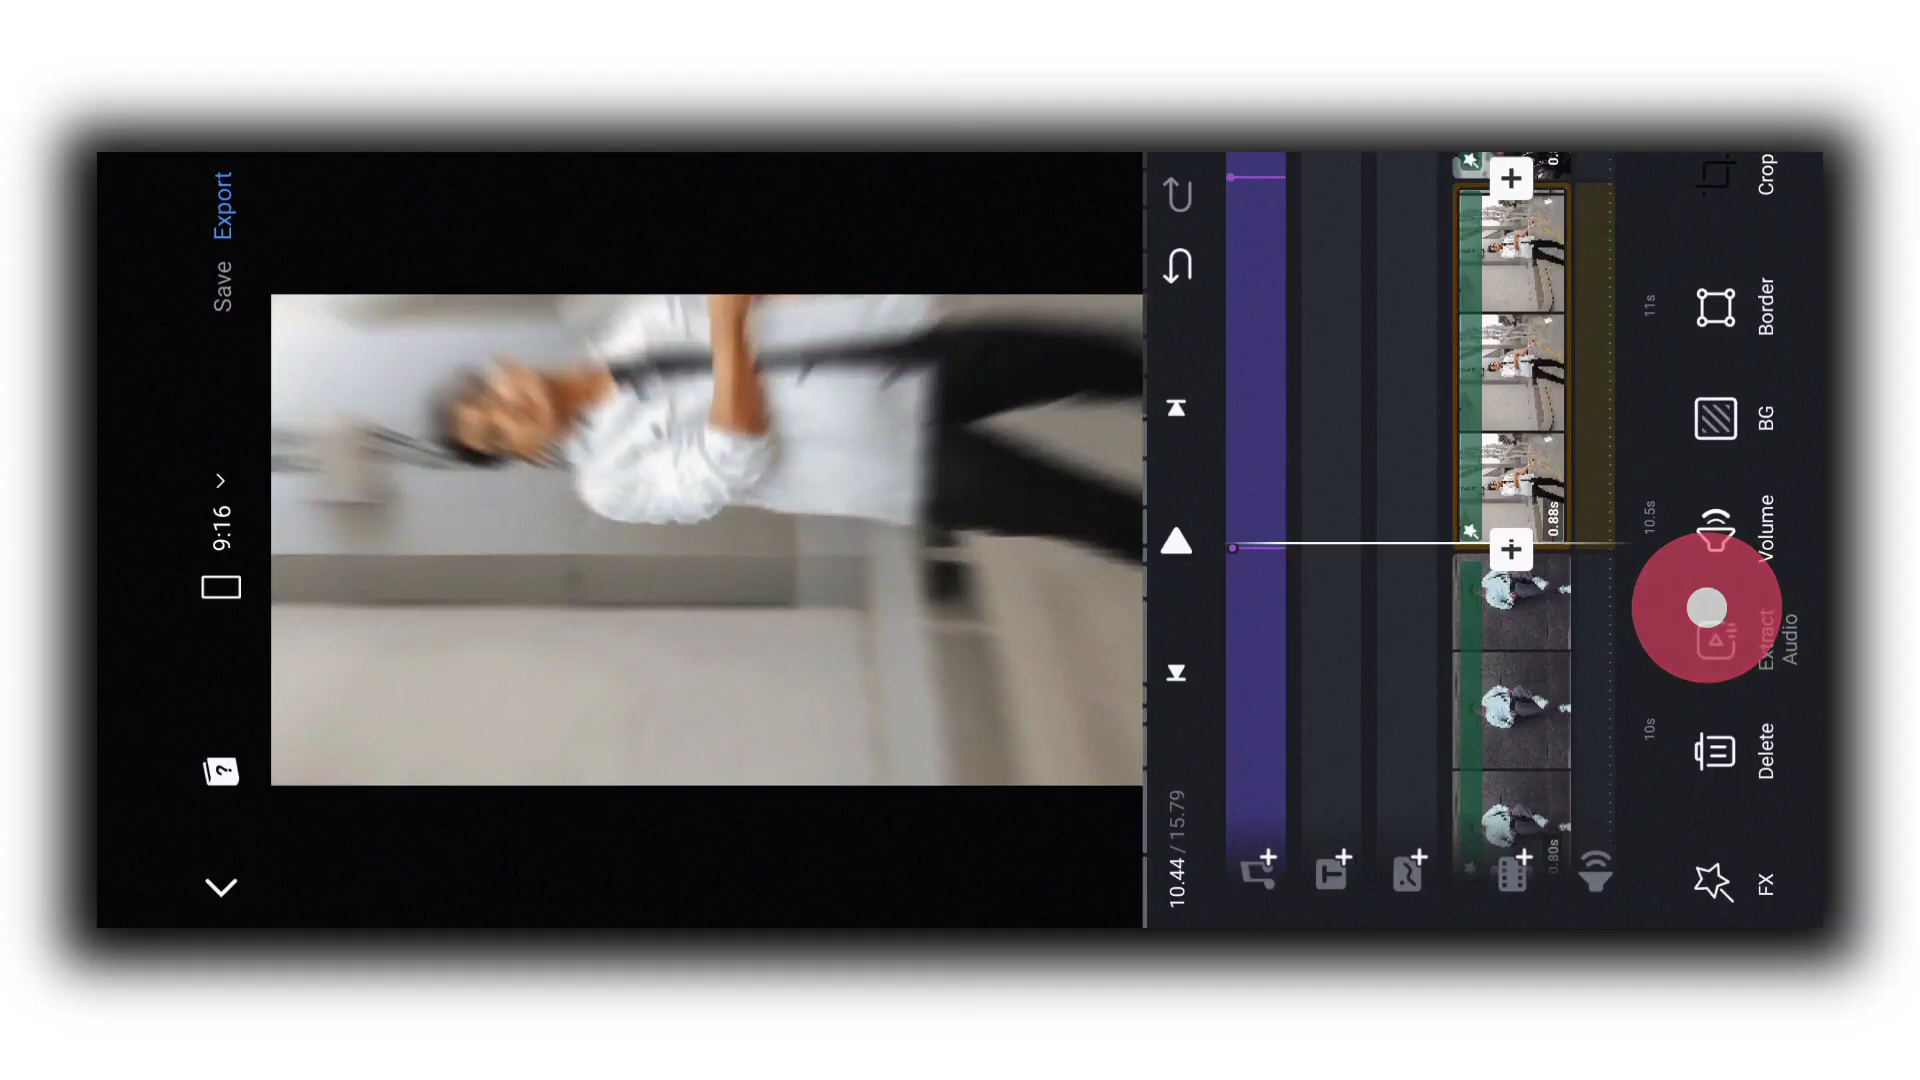 9:16
Save
Export
10.44 / 15.79
0.80s
0.88s
0.
10s
10.5s
11s
FX
Delete
Extract
Audio
Volume
BG
Border
Crop